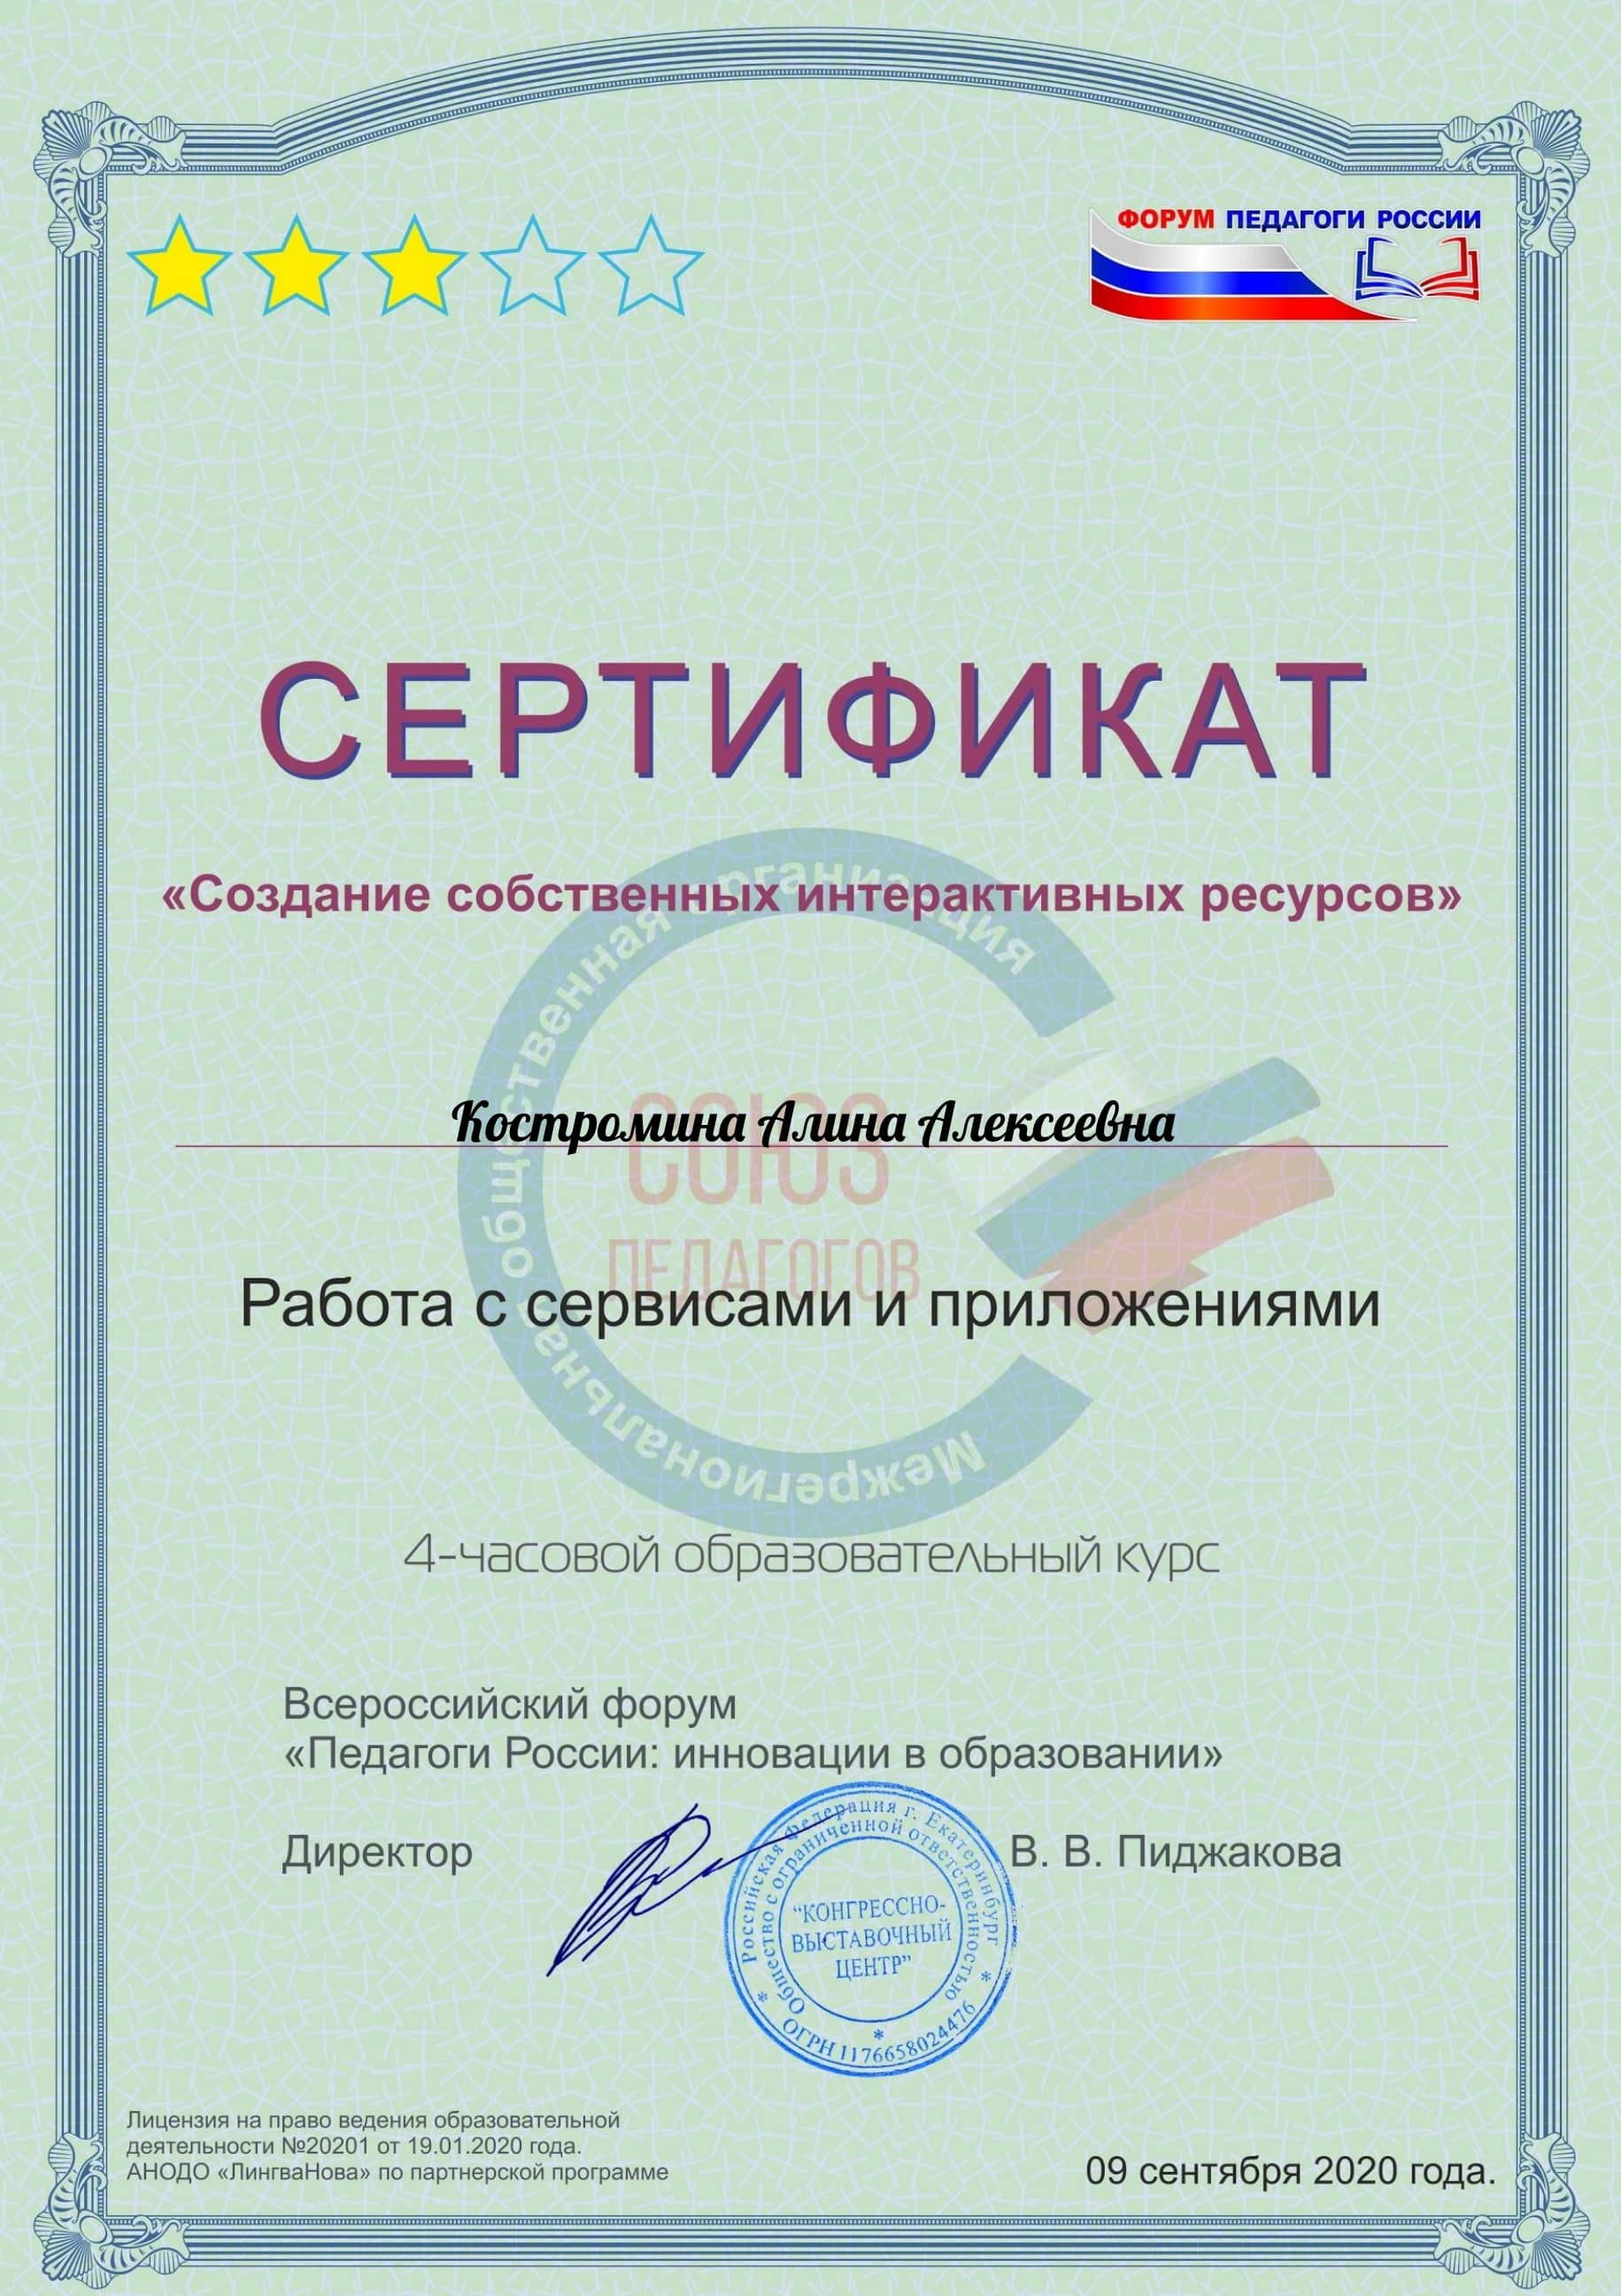 ФОРУМ ПЕДАГОГИ РОССИИ
СЕРТИФИКАТ
«Создание собственных интерактивных ресурсов»
Межрегиональная общественная организация
СОЮЗ
ПЕДАГОГОВ
Костромина Алина Алексеевна
Работа с сервисами и приложениями
4-часовой образовательный курс
Всероссийский форум
«Педагоги России: инновации в образовании»
Директор
В. В. Пиджакова
Российская Федерация г. Екатеринбург
Общество с ограниченной ответственностью
"КОНГРЕССНО-
ВЫСТАВОЧНЫЙ
ЦЕНТР"
* ОГРН 1176658024476 *
Лицензия на право ведения образовательной
деятельности №20201 от 19.01.2020 года.
АНОДО «ЛингваНова» по партнерской программе
09 сентября 2020 года.